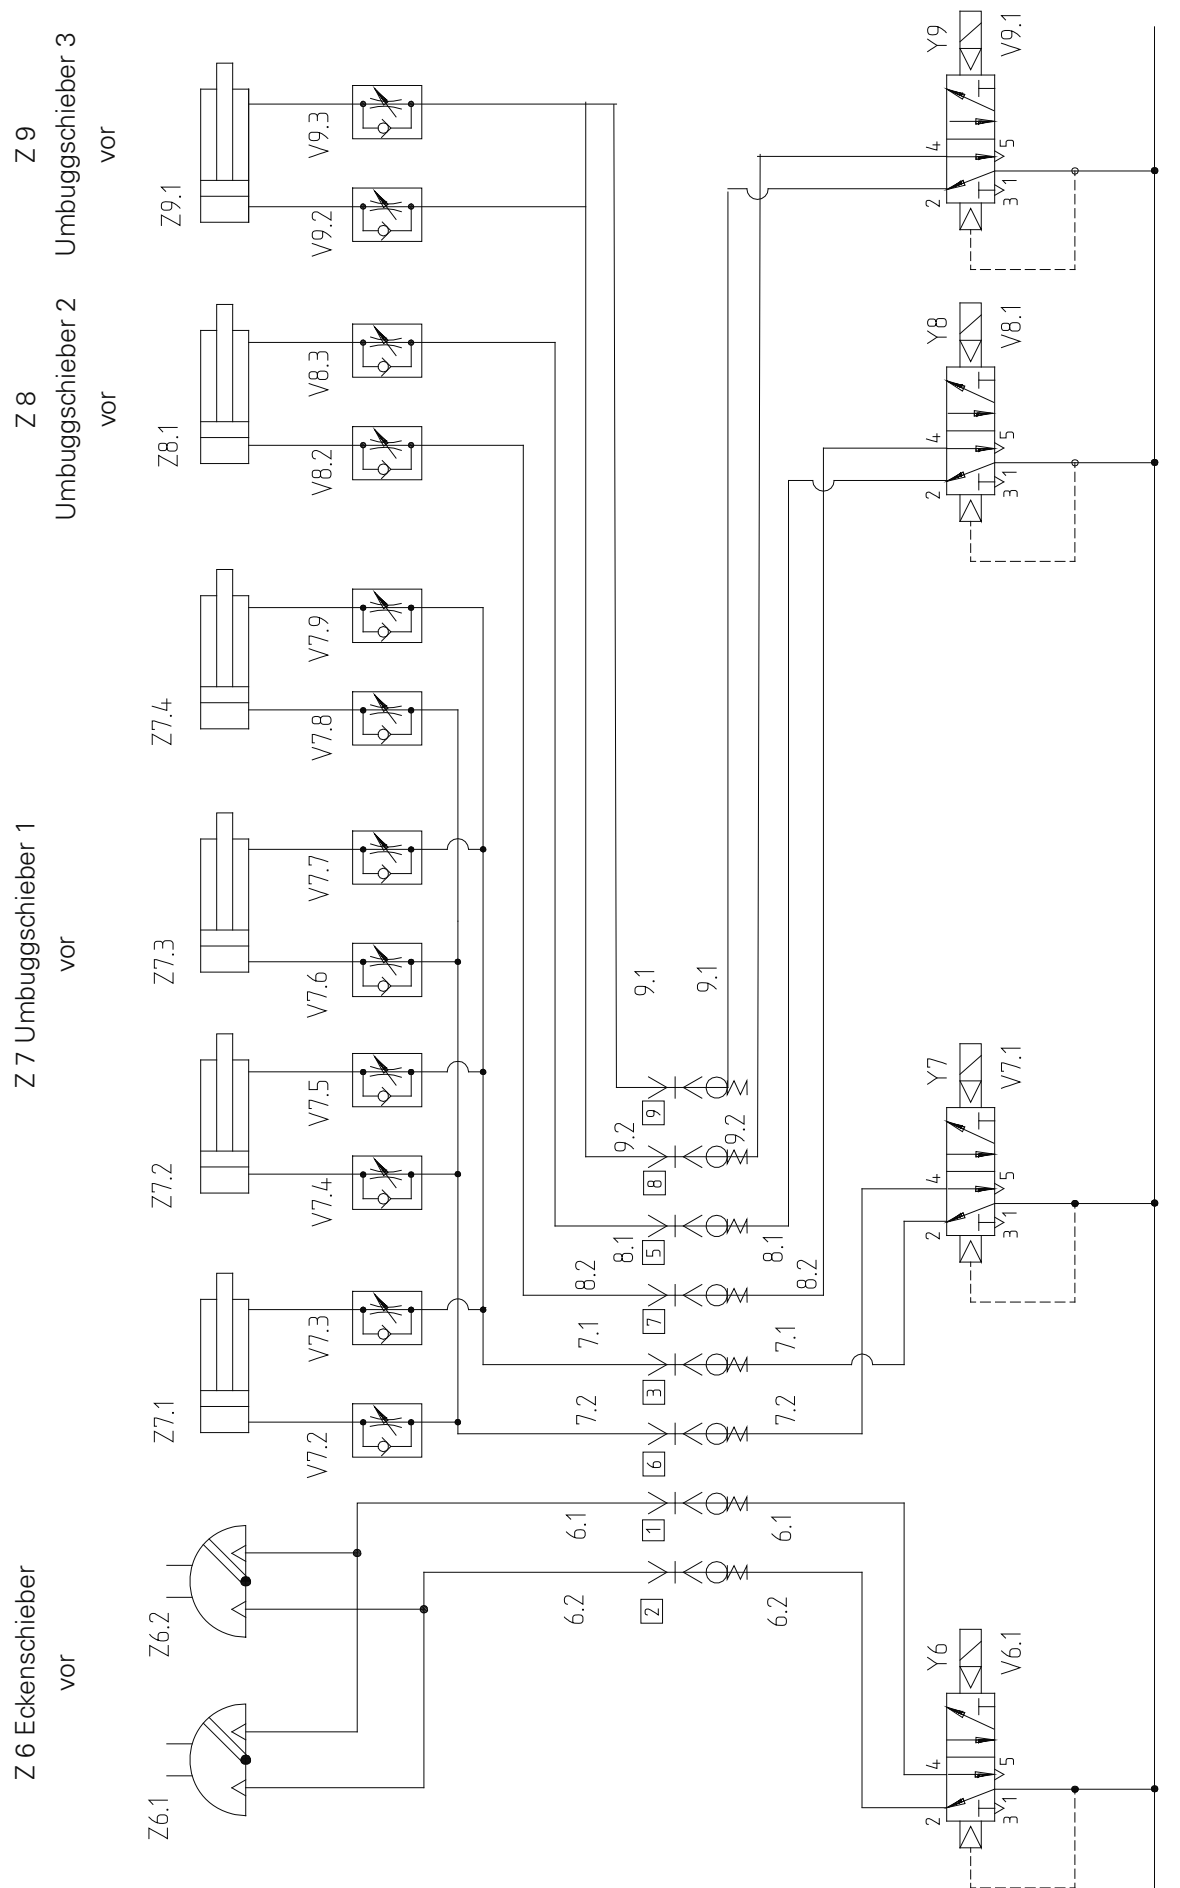 Z 6 Eckenschieber
vor
Z 7 Umbuggschieber 1
vor
Z 8
Umbuggschieber 2
vor
Z 9
Umbuggschieber 3
vor
Z6.1
Z6.2
Z7.1
Z7.2
Z7.3
Z7.4
Z8.1
Z9.1
V7.2
V7.3
V7.4
V7.5
V7.6
V7.7
V7.8
V7.9
V8.2
V8.3
V9.2
V9.3
6.2
6.1
7.2
7.1
8.2
8.1
9.2
9.1
2
1
6
3
7
5
8
9
6.2
6.1
7.2
7.1
8.2
8.1
9.2
9.1
Y6
2
4
3
1
5
V6.1
Y7
2
4
3
1
5
V7.1
Y8
2
4
3
1
5
V8.1
Y9
2
4
3
1
5
V9.1